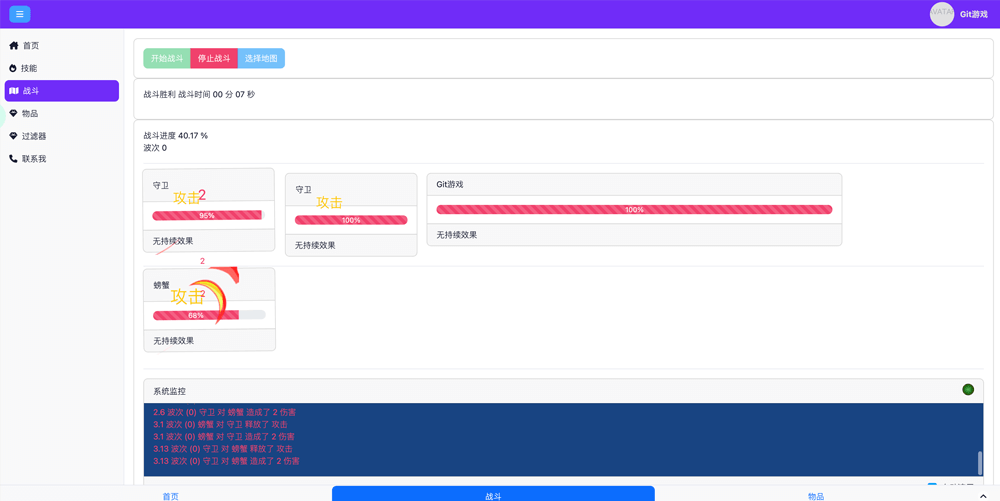 Git游戏
首页
技能
战斗
物品
过滤器
联系我
开始战斗 停止战斗 选择地图
战斗胜利 战斗时间 00 分 07 秒
战斗进度 40.17 %
波次 0
守卫
攻击 2
95%
无持续效果
守卫
攻击
100%
无持续效果
Git游戏
100%
无持续效果
2
螃蟹
攻击 2
68%
无持续效果
系统监控
2.6 波次 (0) 守卫 对 螃蟹 造成了 2 伤害
3.1 波次 (0) 螃蟹 对 守卫 释放了 攻击
3.1 波次 (0) 螃蟹 对 守卫 造成了 2 伤害
3.13 波次 (0) 守卫 对 螃蟹 释放了 攻击
3.13 波次 (0) 守卫 对 螃蟹 造成了 2 伤害
首页 战斗 物品